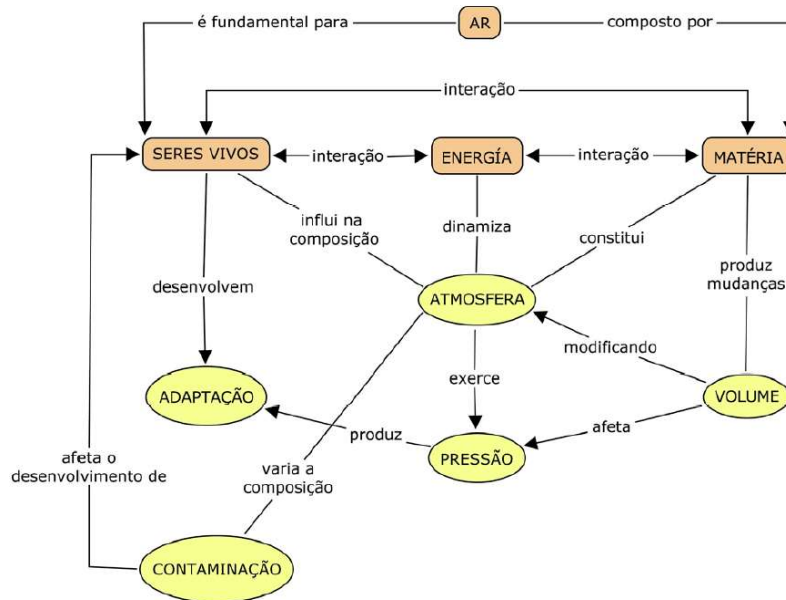 é fundamental para
AR
composto por
interação
SERES VIVOS
interação
ENERGÍA
interação
MATÉRIA
influi na
composição
dinamiza
constitui
produz
mudanças
desenvolvem
ATMOSFERA
modificando
exerce
ADAPTAÇÃO
VOLUME
produz
afeta
PRESSÃO
afeta o
desenvolvimento de
varia a
composição
CONTAMINAÇÃO